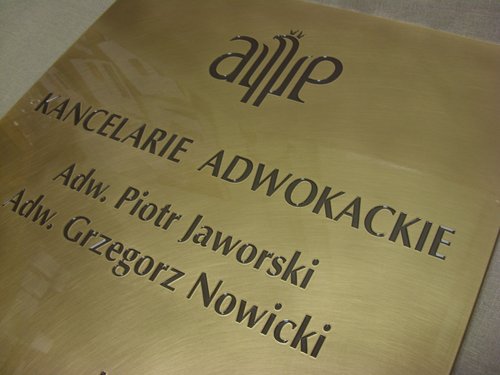 KANCELARIE ADWOKACKIE
Adw. Piotr Jaworski
Adw. Grzegorz Nowicki